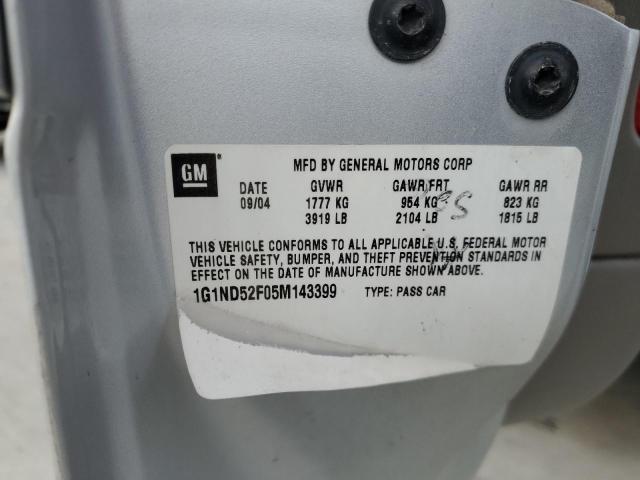 GM
MFD BY GENERAL MOTORS CORP
DATE GVWR GAWR FRT GAWR RR
09/04 1777 KG 954 KG 823 KG
3919 LB 2104 LB 1815 LB
THIS VEHICLE CONFORMS TO ALL APPLICABLE U.S. FEDERAL MOTOR
VEHICLE SAFETY, BUMPER, AND THEFT PREVENTION STANDARDS IN
EFFECT ON THE DATE OF MANUFACTURE SHOWN ABOVE.
1G1ND52F05M143399 TYPE: PASS CAR